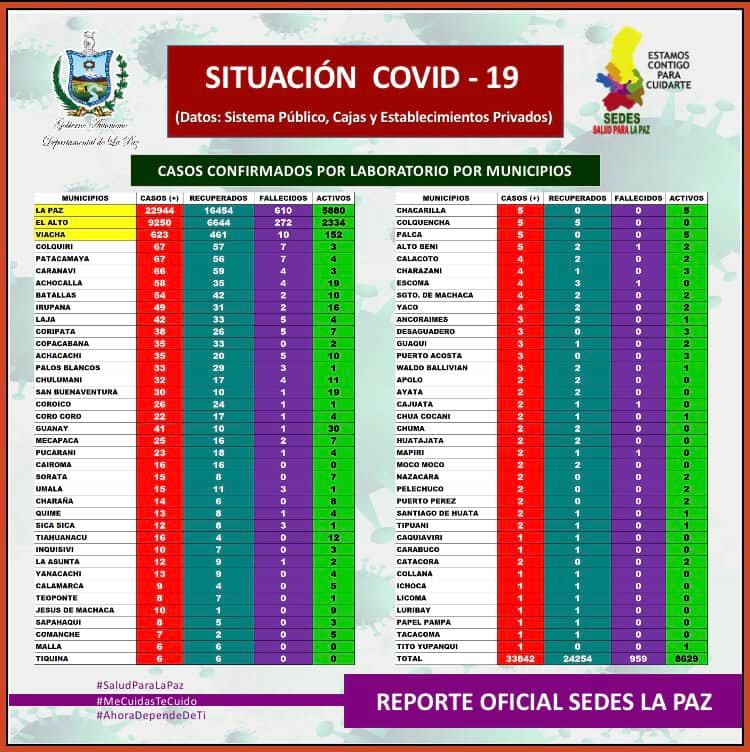 Gobierno Autónomo
Departamental de La Paz
SITUACIÓN COVID - 19
(Datos: Sistema Público, Cajas y Establecimientos Privados)
ESTAMOS
CONTIGO
PARA
CUIDARTE
SEDES
SALUD PARA LA PAZ
CASOS CONFIRMADOS POR LABORATORIO POR MUNICIPIOS
MUNICIPIOS CASOS (+) RECUPERADOS FALLECIDOS ACTIVOS
LA PAZ 22944 16454 610 5880
EL ALTO 9250 6644 272 2334
VIACHA 623 461 10 152
COLQUIRI 67 57 7 3
PATACAMAYA 67 56 7 4
CARANAVI 66 59 4 3
ACHOCALLA 58 35 4 19
BATALLAS 54 42 2 10
IRUPANA 49 31 2 16
LAJA 42 33 5 4
CORIPATA 38 26 5 7
COPACABANA 35 33 0 2
ACHACACHI 35 20 5 10
PALOS BLANCOS 33 29 3 1
CHULUMANI 32 17 4 11
SAN BUENAVENTURA 30 10 1 19
COROICO 26 24 1 1
CORO CORO 22 17 1 4
GUANAY 41 10 1 30
MECAPACA 25 16 2 7
PUCARANI 23 18 1 4
CAIROMA 16 16 0 0
SORATA 15 8 0 7
UMALA 15 11 3 1
CHARAÑA 14 6 0 8
QUIME 13 8 1 4
SICA SICA 12 8 3 1
TIAHUANACU 16 4 0 12
INQUISIVI 10 7 0 3
LA ASUNTA 12 9 1 2
YANACACHI 13 9 0 4
CALAMARCA 9 4 0 5
TEOPONTE 8 7 0 1
JESUS DE MACHACA 10 1 0 9
SAPAHAQUI 8 5 0 3
COMANCHE 7 2 0 5
MALLA 6 6 0 0
TIQUINA 6 6 0 0
MUNICIPIOS CASOS (+) RECUPERADOS FALLECIDOS ACTIVOS
CHACARILLA 5 0 0 5
COLQUENCHA 5 5 0 0
PALCA 5 0 0 5
ALTO BENI 5 2 1 2
CALACOTO 4 2 0 2
CHARAZANI 4 1 0 3
ESCOMA 4 3 1 0
SGTO. DE MACHACA 4 2 0 2
YACO 4 2 0 2
ANCORAIMES 3 2 0 1
DESAGUADERO 3 0 0 3
GUAQUI 3 1 0 2
PUERTO ACOSTA 3 0 0 3
WALDO BALLIVIAN 3 2 0 1
APOLO 2 2 0 0
AYATA 2 2 0 0
CAJUATA 2 1 1 0
CHUA COCANI 2 1 0 1
CHUMA 2 2 0 0
HUATAJATA 2 2 0 0
MAPIRI 2 1 1 0
MOCO MOCO 2 2 0 0
NAZACARA 2 0 0 2
PELECHUCO 2 0 0 2
PUERTO PEREZ 2 0 0 2
SANTIAGO DE HUATA 2 1 0 1
TIPUANI 2 1 0 1
CAQUIAVIRI 1 1 0 0
CARABUCO 1 1 0 0
CATACORA 2 0 0 2
COLLANA 1 1 0 0
ICHOCA 1 1 0 0
LICOMA 1 1 0 0
LURIBAY 1 1 0 0
PAPEL PAMPA 1 1 0 0
TACACOMA 1 1 0 0
TITO YUPANQUI 1 0 0 1
TOTAL 33842 24254 959 8629
#SaludParaLaPaz
#MeCuidasTeCuido
#AhoraDependeDeTi
REPORTE OFICIAL SEDES LA PAZ